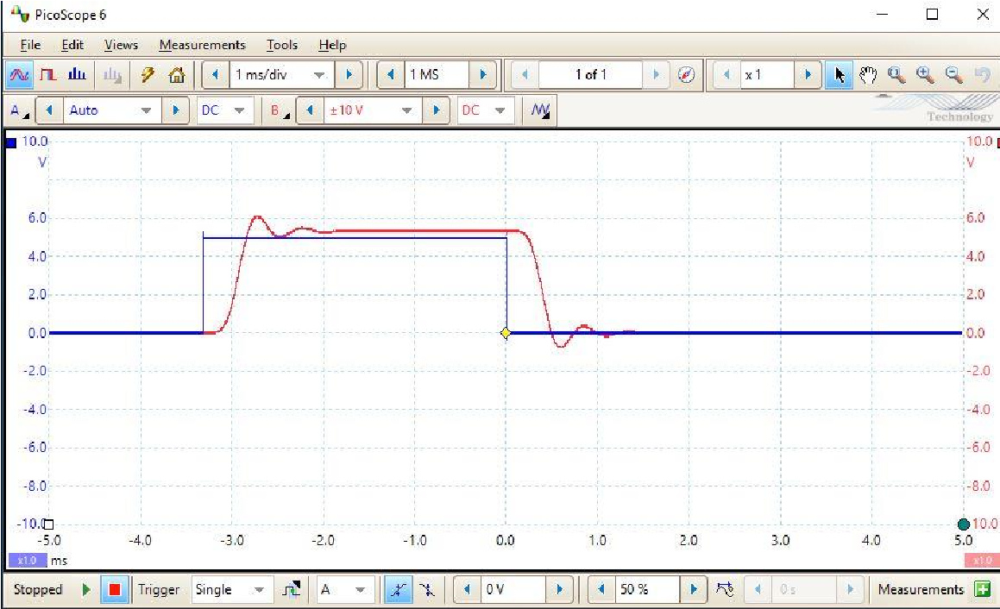 PicoScope 6
File Edit Views Measurements Tools Help
1 ms/div 1 MS 1 of 1 x 1
A Auto DC B ±10 V DC
Technology
10.0 10.0
V V
6.0 6.0
4.0 4.0
2.0 2.0
0.0 0.0
-2.0 -2.0
-4.0 -4.0
-6.0 -6.0
-8.0 -8.0
-10.0 10.0
-5.0 -4.0 -3.0 -2.0 -1.0 0.0 1.0 2.0 3.0 4.0 5.0
x1.0 ms x1.0
Stopped Trigger Single A 0 V 50 % 0 s Measurements